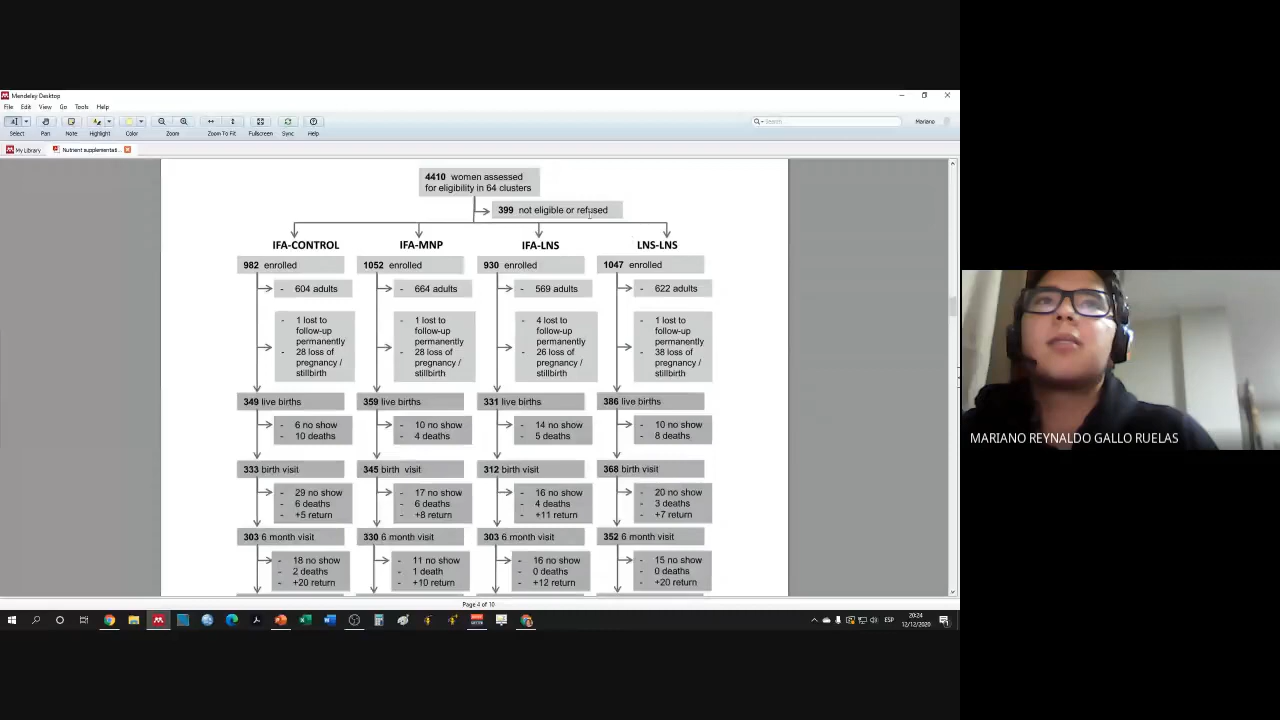 Mendeley Desktop
File Edit View Go Tools Help
Select Pan Note Highlight Color Zoom Zoom To Fit Fullscreen Sync Help
Search
Mariano
My Library
Nutrient supplementati...
4410 women assessed
for eligibility in 64 clusters
399 not eligible or refused
IFA-CONTROL IFA-MNP IFA-LNS LNS-LNS
982 enrolled 1052 enrolled 930 enrolled 1047 enrolled
- 604 adults - 664 adults - 569 adults - 622 adults
- 1 lost to - 1 lost to - 4 lost to - 1 lost to
follow-up follow-up follow-up follow-up
permanently permanently permanently permanently
- 28 loss of - 28 loss of - 26 loss of - 38 loss of
pregnancy / pregnancy / pregnancy / pregnancy /
stillbirth stillbirth stillbirth stillbirth
349 live births 359 live births 331 live births 386 live births
- 6 no show - 10 no show - 14 no show - 10 no show
- 10 deaths - 4 deaths - 5 deaths - 8 deaths
333 birth visit 345 birth visit 312 birth visit 368 birth visit
- 29 no show - 17 no show - 16 no show - 20 no show
- 6 deaths - 6 deaths - 4 deaths - 3 deaths
- +5 return - +8 return - +11 return - +7 return
303 6 month visit 330 6 month visit 303 6 month visit 352 6 month visit
- 18 no show - 11 no show - 16 no show - 15 no show
- 2 deaths - 1 death - 0 deaths - 0 deaths
- +20 return - +10 return - +12 return - +20 return
Page 4 of 10
ESP
20:24
12/12/2020
MARIANO REYNALDO GALLO RUELAS